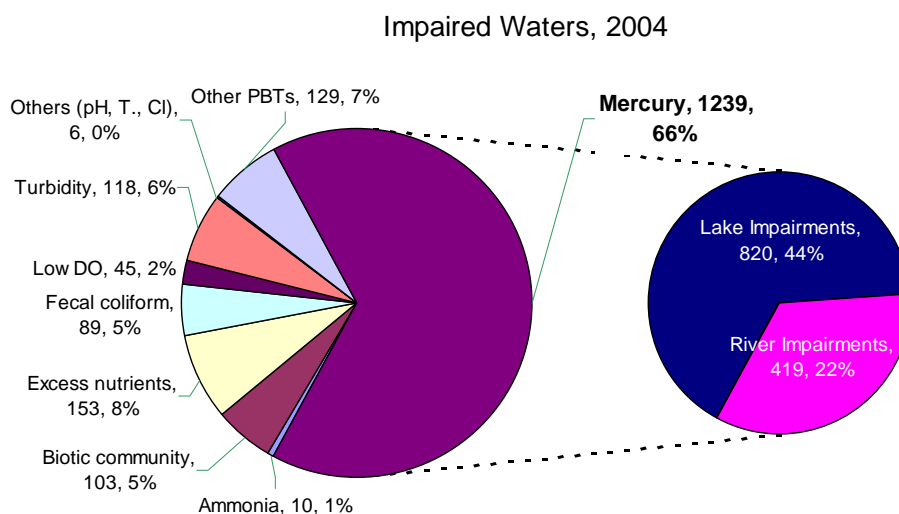 Impaired Waters, 2004
Other PBTs, 129, 7%
Others (pH, T., Cl),
6, 0%
Mercury, 1239,
66%
Turbidity, 118, 6%
Lake Impairments,
820, 44%
Low DO, 45, 2%
Fecal coliform,
89, 5%
River Impairments,
419, 22%
Excess nutrients,
153, 8%
Biotic community,
103, 5%
Ammonia, 10, 1%